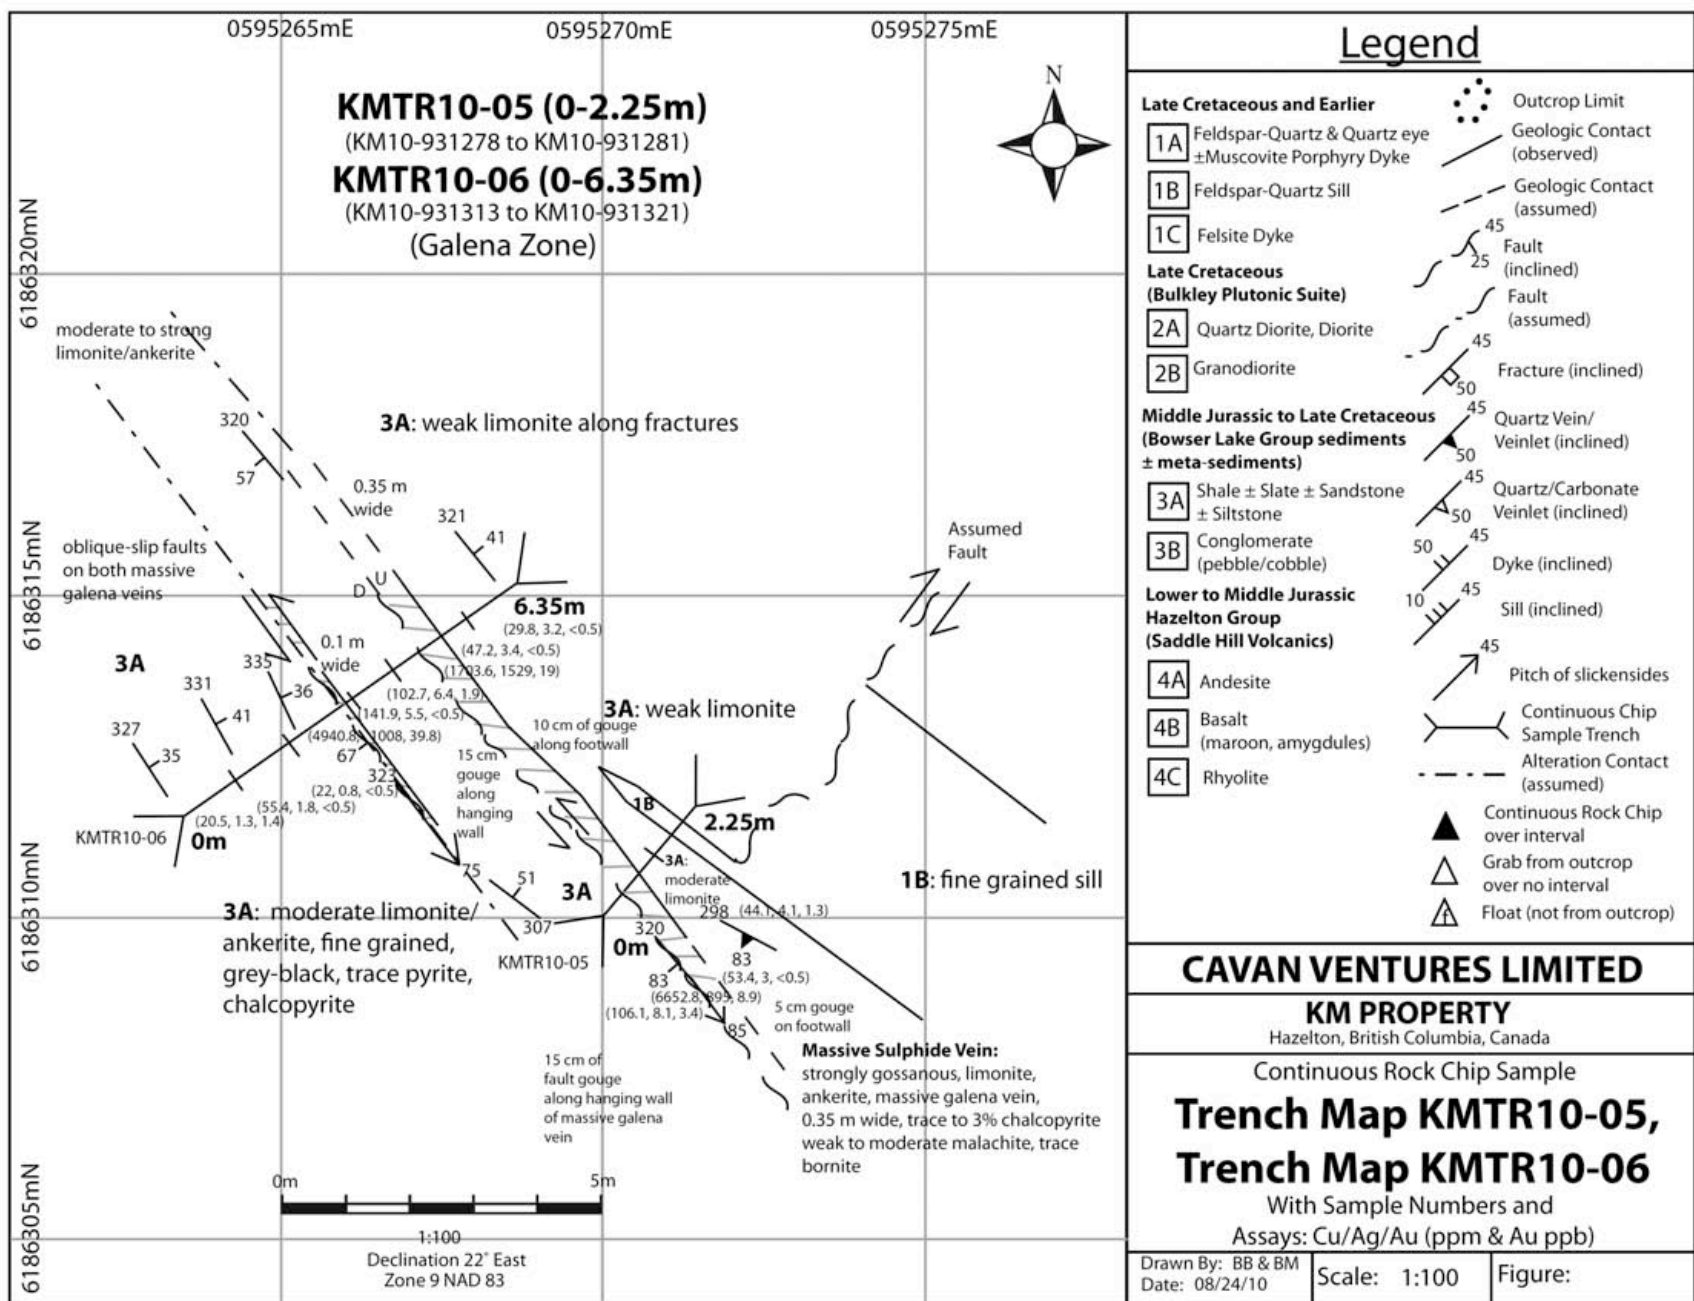 0595265mE
0595270mE
0595275mE
KMTR10-05 (0-2.25m)
(KM10-931278 to KM10-931281)
KMTR10-06 (0-6.35m)
(KM10-931313 to KM10-931321)
(Galena Zone)
N
6186320mN
6186315mN
6186310mN
6186305mN
moderate to strong
limonite/ankerite
320
57
3A: weak limonite along fractures
0.35 m
wide
321
41
oblique-slip faults
on both massive
galena veins
U
D
Assumed
Fault
6.35m
(29.8, 3.2, <0.5)
(47.2, 3.4, <0.5)
(1703.6, 1529, 19)
(102.7, 6.4, 1.9)
(141.9, 5.5, <0.5)
(4940.8, 1008, 39.8)
(22, 0.8, <0.5)
(55.4, 1.8, <0.5)
(20.5, 1.3, 1.4)
0.1 m
wide
3A
335
36
331
41
327
35
67
323
KMTR10-06
0m
10 cm of gouge
along footwall
3A: weak limonite
15 cm
gouge
along
hanging
wall
1B
2.25m
75
51
3A
3A:
moderate
limonite
1B: fine grained sill
298
(44.1, 4.1, 1.3)
307
320
0m
KMTR10-05
3A: moderate limonite/
ankerite, fine grained,
grey-black, trace pyrite,
chalcopyrite
83
83
(53.4, 3, <0.5)
(6652.8, 895, 8.9)
(106.1, 8.1, 3.4)
85
5 cm gouge
on footwall
15 cm of
fault gouge
along hanging wall
of massive galena
vein
Massive Sulphide Vein:
strongly gossanous, limonite,
ankerite, massive galena vein,
0.35 m wide, trace to 3% chalcopyrite
weak to moderate malachite, trace
bornite
0m
5m
1:100
Declination 22° East
Zone 9 NAD 83
Legend
Late Cretaceous and Earlier
1A Feldspar-Quartz & Quartz eye
±Muscovite Porphyry Dyke
1B Feldspar-Quartz Sill
1C Felsite Dyke
Late Cretaceous
(Bulkley Plutonic Suite)
2A Quartz Diorite, Diorite
2B Granodiorite
Middle Jurassic to Late Cretaceous
(Bowser Lake Group sediments
± meta-sediments)
3A Shale ± Slate ± Sandstone
± Siltstone
3B Conglomerate
(pebble/cobble)
Lower to Middle Jurassic
Hazelton Group
(Saddle Hill Volcanics)
4A Andesite
4B Basalt
(maroon, amygdules)
4C Rhyolite
Outcrop Limit
Geologic Contact
(observed)
Geologic Contact
(assumed)
45
25
Fault
(inclined)
Fault
(assumed)
45
50
Fracture (inclined)
45
50
Quartz Vein/
Veinlet (inclined)
45
50
Quartz/Carbonate
Veinlet (inclined)
50
45
Dyke (inclined)
10
45
Sill (inclined)
45
Pitch of slickensides
Continuous Chip
Sample Trench
Alteration Contact
(assumed)
Continuous Rock Chip
over interval
Grab from outcrop
over no interval
f
Float (not from outcrop)
CAVAN VENTURES LIMITED
KM PROPERTY
Hazelton, British Columbia, Canada
Continuous Rock Chip Sample
Trench Map KMTR10-05,
Trench Map KMTR10-06
With Sample Numbers and
Assays: Cu/Ag/Au (ppm & Au ppb)
Drawn By: BB & BM
Date: 08/24/10
Scale: 1:100
Figure: